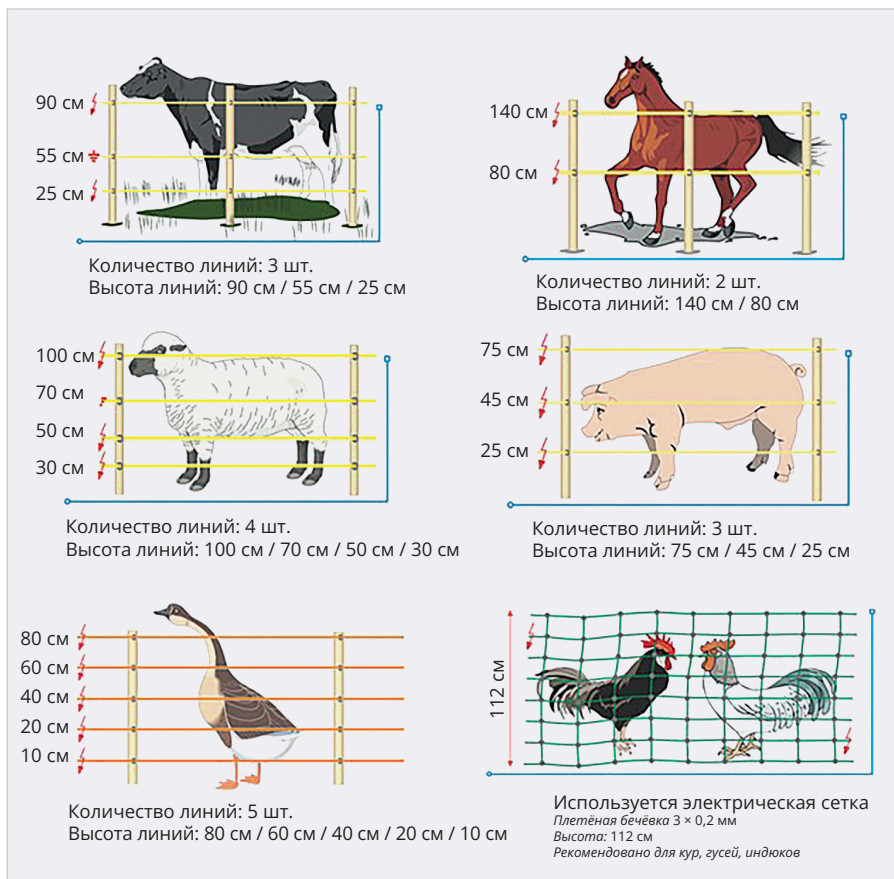 90 см
55 см
25 см
Количество линий: 3 шт.
Высота линий: 90 см / 55 см / 25 см
140 см
80 см
Количество линий: 2 шт.
Высота линий: 140 см / 80 см
100 см
70 см
50 см
30 см
Количество линий: 4 шт.
Высота линий: 100 см / 70 см / 50 см / 30 см
75 см
45 см
25 см
Количество линий: 3 шт.
Высота линий: 75 см / 45 см / 25 см
80 см
60 см
40 см
20 см
10 см
Количество линий: 5 шт.
Высота линий: 80 см / 60 см / 40 см / 20 см / 10 см
112 см
Используется электрическая сетка
Плетёная бечёвка 3 × 0,2 мм
Высота: 112 см
Рекомендовано для кур, гусей, индюков